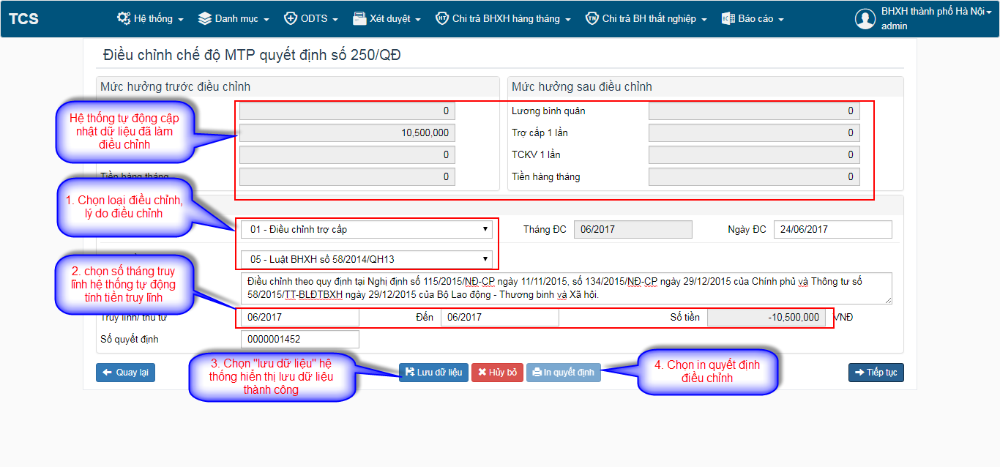 TCS
Hệ thống
Danh mục
ODTS
Xét duyệt
Chi trả BHXH hàng tháng
Chi trả BH thất nghiệp
Báo cáo
BHXH thành phố Hà Nội
admin
Điều chỉnh chế độ MTP quyết định số 250/QĐ
Mức hưởng trước điều chỉnh
Mức hưởng sau điều chỉnh
Hệ thống tự động cập
nhật dữ liệu đã làm
điều chỉnh
0
Lương bình quân
0
10,500,000
Trợ cấp 1 lần
0
0
TCKV 1 lần
0
Tiền hàng tháng
0
Tiền hàng tháng
0
1. Chọn loại điều chỉnh,
lý do điều chỉnh
01 - Điều chỉnh trợ cấp
Tháng ĐC
06/2017
Ngày ĐC
24/06/2017
05 - Luật BHXH số 58/2014/QH13
2. chọn số tháng truy
lĩnh hệ thống tự động
tính tiền truy lĩnh
Điều chỉnh theo quy định tại Nghị định số 115/2015/NĐ-CP ngày 11/11/2015, số 134/2015/NĐ-CP ngày 29/12/2015 của Chính phủ và Thông tư số
58/2015/TT-BLĐTBXH ngày 29/12/2015 của Bộ Lao động - Thương binh và Xã hội.
Truy lĩnh/ thu từ
06/2017
Đến
06/2017
Số tiền
-10,500,000
VNĐ
Số quyết định
0000001452
Quay lại
3. Chọn "lưu dữ liệu" hệ
thống hiển thị lưu dữ liệu
thành công
Lưu dữ liệu
Hủy bỏ
In quyết định
4. Chọn in quyết định
điều chỉnh
Tiếp tục